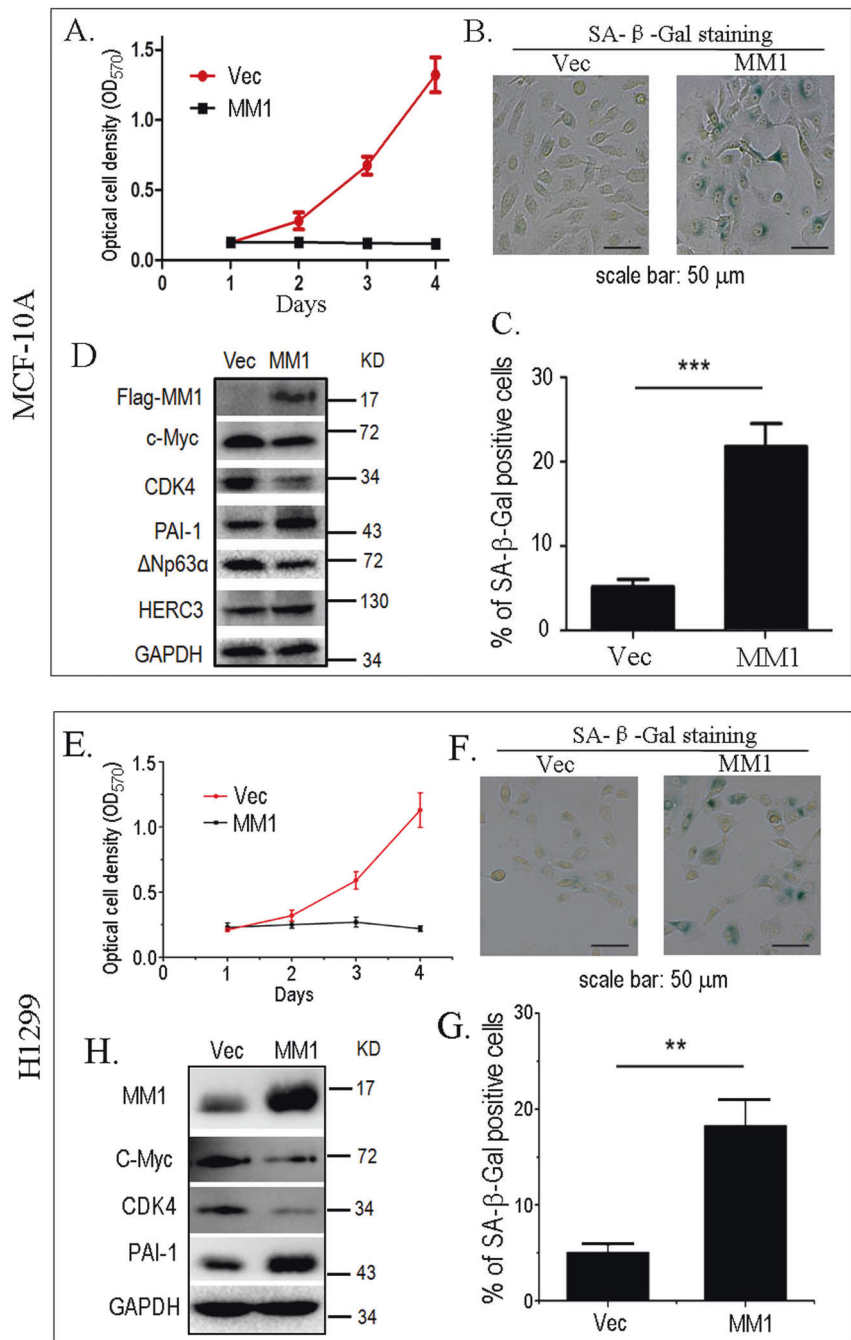 MCF-10A
A.
Optical cell density (OD570)
1.5
1.0
0.5
0.0
Vec
MM1
0 1 2 3 4
Days
B.
SA-β-Gal staining
Vec MM1
scale bar: 50 μm
C.
% of SA-β-Gal positive cells
30
20
10
0
***
Vec MM1
D
Vec MM1 KD
Flag-MM1 17
c-Myc 72
CDK4 34
PAI-1 43
ΔNp63α 72
HERC3 130
GAPDH 34
H1299
E.
Optical cell density (OD570)
1.5
1.0
0.5
0.0
Vec
MM1
0 1 2 3 4
Days
F.
SA-β-Gal staining
Vec MM1
scale bar: 50 μm
G.
% of SA-β-Gal positive cells
30
20
10
0
**
Vec MM1
H.
Vec MM1 KD
MM1 17
C-Myc 72
CDK4 34
PAI-1 43
GAPDH 34